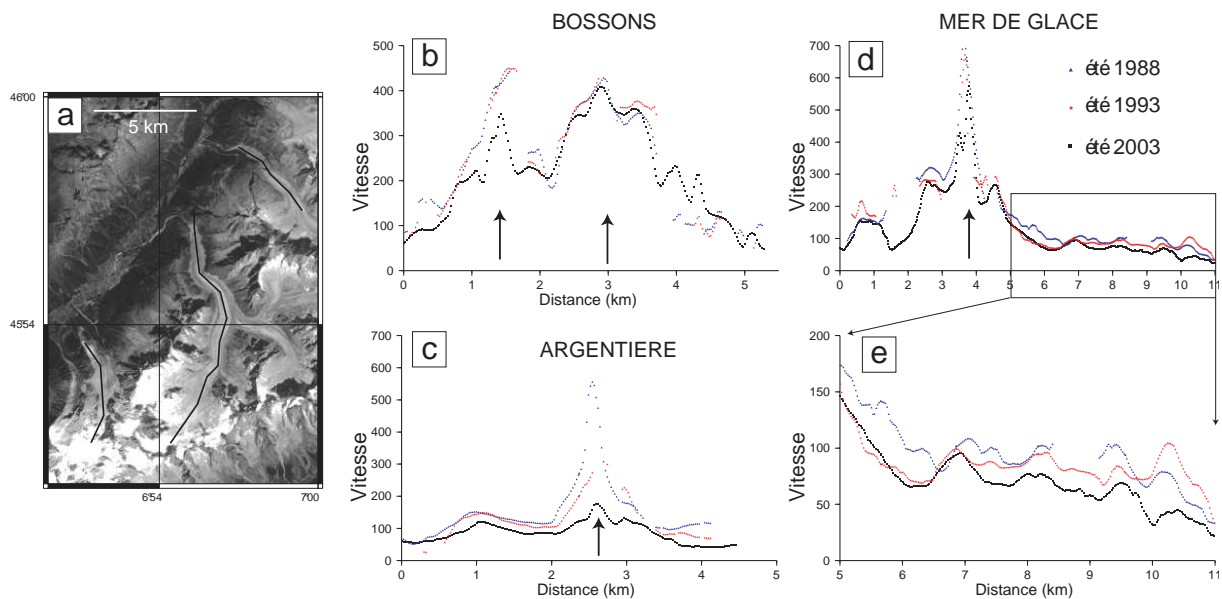 BOSSONS
MER DE GLACE
a
46'00
5 km
4554
6'54
700
b
Vitesse
500
400
300
200
100
0
0 1 2 3 4 5
Distance (km)
d
Vitesse
700
600
500
400
300
200
100
0
0 1 2 3 4 5 6 7 8 9 10 11
Distance (km)
été 1988
été 1993
été 2003
c
ARGENTIERE
Vitesse
700
600
500
400
300
200
100
0
0 1 2 3 4 5
Distance (km)
e
Vitesse
200
150
100
50
0
5 6 7 8 9 10 11
Distance (km)